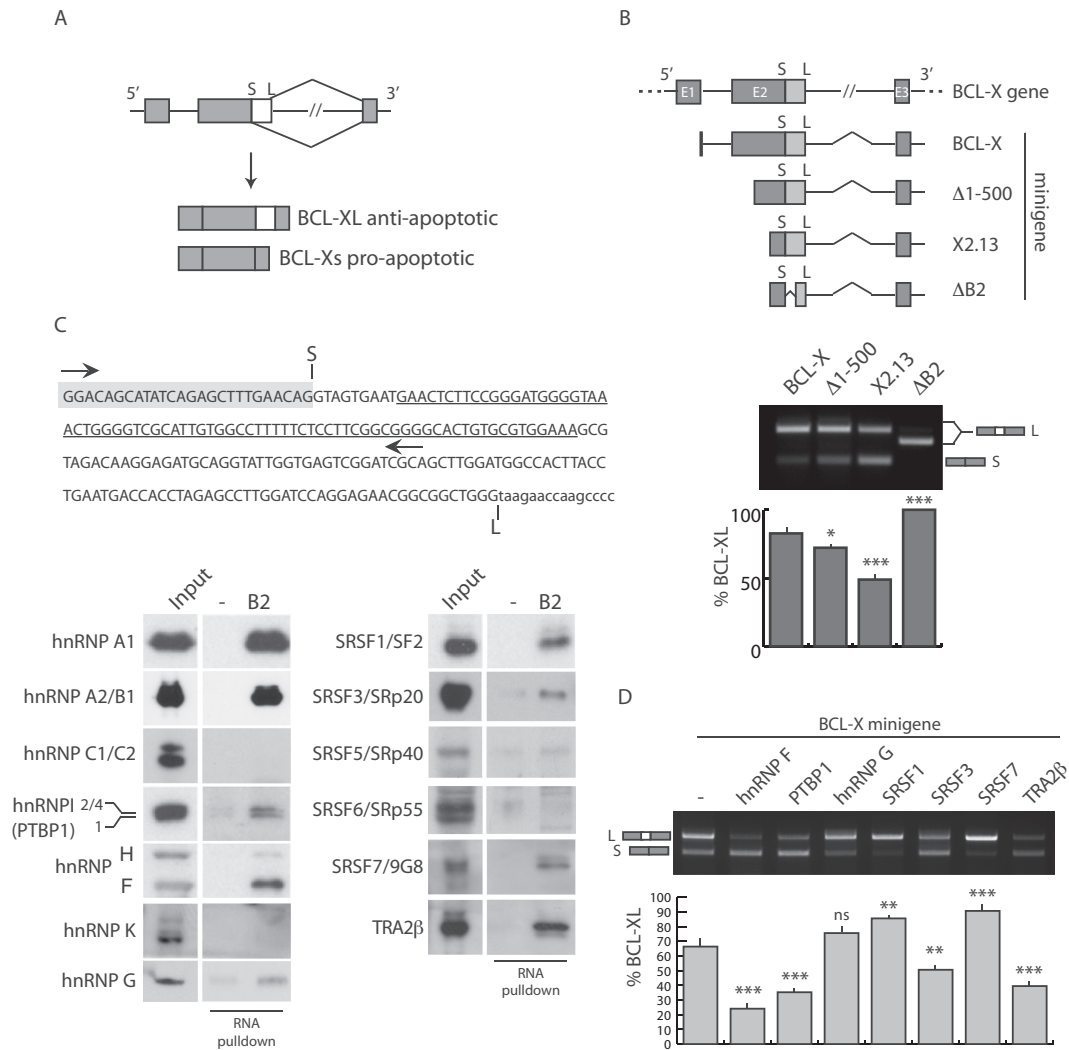 A
5′
S L
//
3′
BCL-XL anti-apoptotic
BCL-Xs pro-apoptotic
B
5′
S L
3′
E1
E2
//
E3
BCL-X gene
S L
BCL-X
S L
Δ1-500
S L
X2.13
S L
ΔB2
minigene
BCL-X
Δ1-500
X2.13
ΔB2
L
S
% BCL-XL
100
50
0
*
***
***
C
S
GGACAGCATATCAGAGCTTTGAACAGGTAGTGAATGAACTCTTCCGGGATGGGGTAA
ACTGGGGTCGCATTGTGGCCTTTTTCTCCTTCGGCGGGGCACTGTGCGTGGAAAGCG
TAGACAAGGAGATGCAGGTATTGGTGAGTCGGATCGCAGCTTGGATGGCCACTTACC
TGAATGACCACCTAGAGCCTTGGATCCAGGAGAACGGCGGCTGGGtaagaaccaagcccc
L
Input
-
B2
hnRNP A1
hnRNP A2/B1
hnRNP C1/C2
hnRNPI 2/4
(PTBP1) 1
hnRNP H
F
hnRNP K
hnRNP G
RNA
pulldown
Input
-
B2
SRSF1/SF2
SRSF3/SRp20
SRSF5/SRp40
SRSF6/SRp55
SRSF7/9G8
TRA2β
RNA
pulldown
D
BCL-X minigene
-
hnRNP F
PTBP1
hnRNP G
SRSF1
SRSF3
SRSF7
TRA2β
L
S
% BCL-XL
100
90
80
70
60
50
40
30
20
10
0
***
***
ns
**
**
***
***